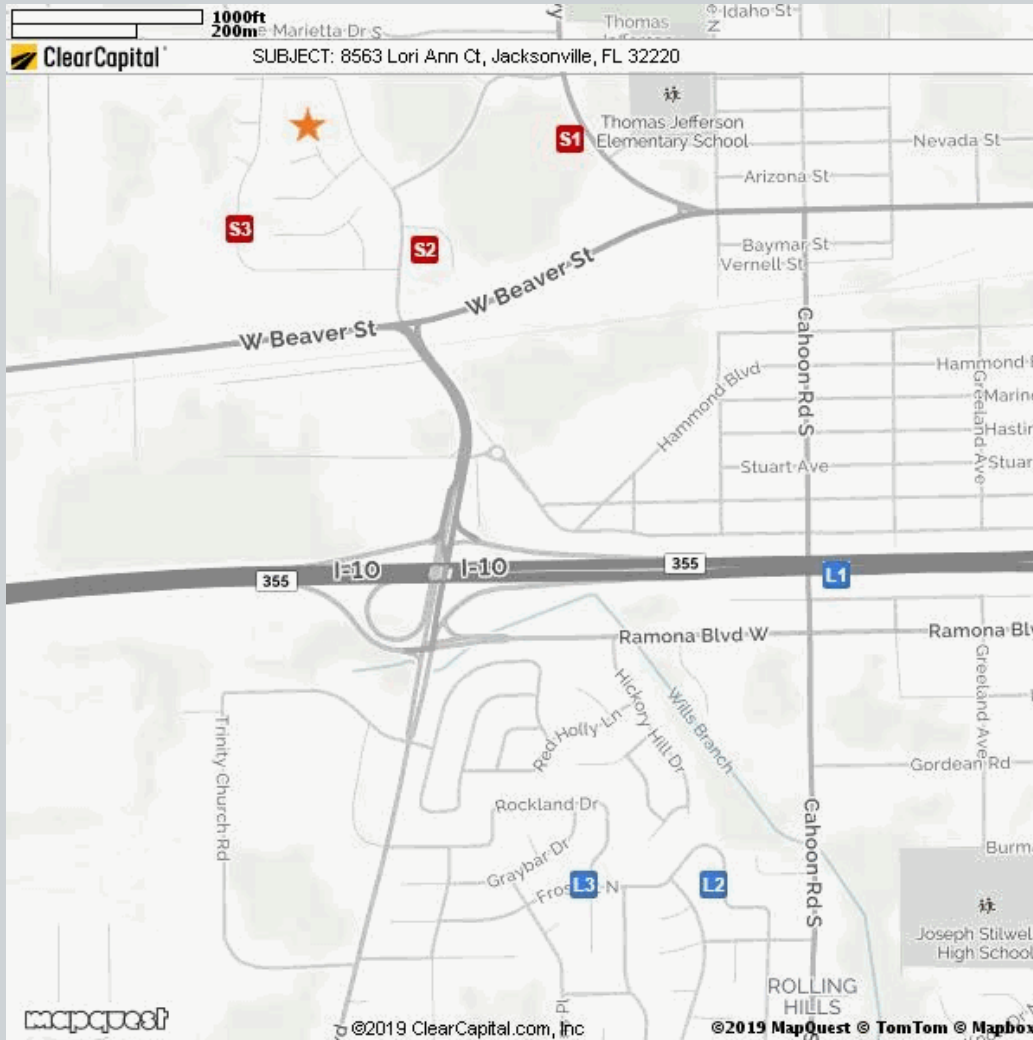 1000ft
200m
e Marietta Dr S
Thomas
Jefferson
Idaho St
ClearCapital
SUBJECT: 8563 Lori Ann Ct, Jacksonville, FL 32220
S1
Thomas Jefferson
Elementary School
Nevada St
Arizona St
S3
S2
Baymar St
Vernell St
W Beaver St
W Beaver St
Cahoon Rd S
Hammond Blvd
Hammond
Greeland Ave
Stuart Ave
I-10
I-10
355
355
L1
Ramona Blvd W
Ramona
Trinity Church Rd
Red Holly Ln
Hickory Hill Dr
Wills Branch
Greeland Ave
Gordean Rd
Rockland Dr
Cahoon Rd S
Graybar Dr
L3
N
L2
Joseph
High School
ROLLING
HILLS
Pl
mapquest
©2019 ClearCapital.com, Inc
©2019 MapQuest © TomTom © Mapbox